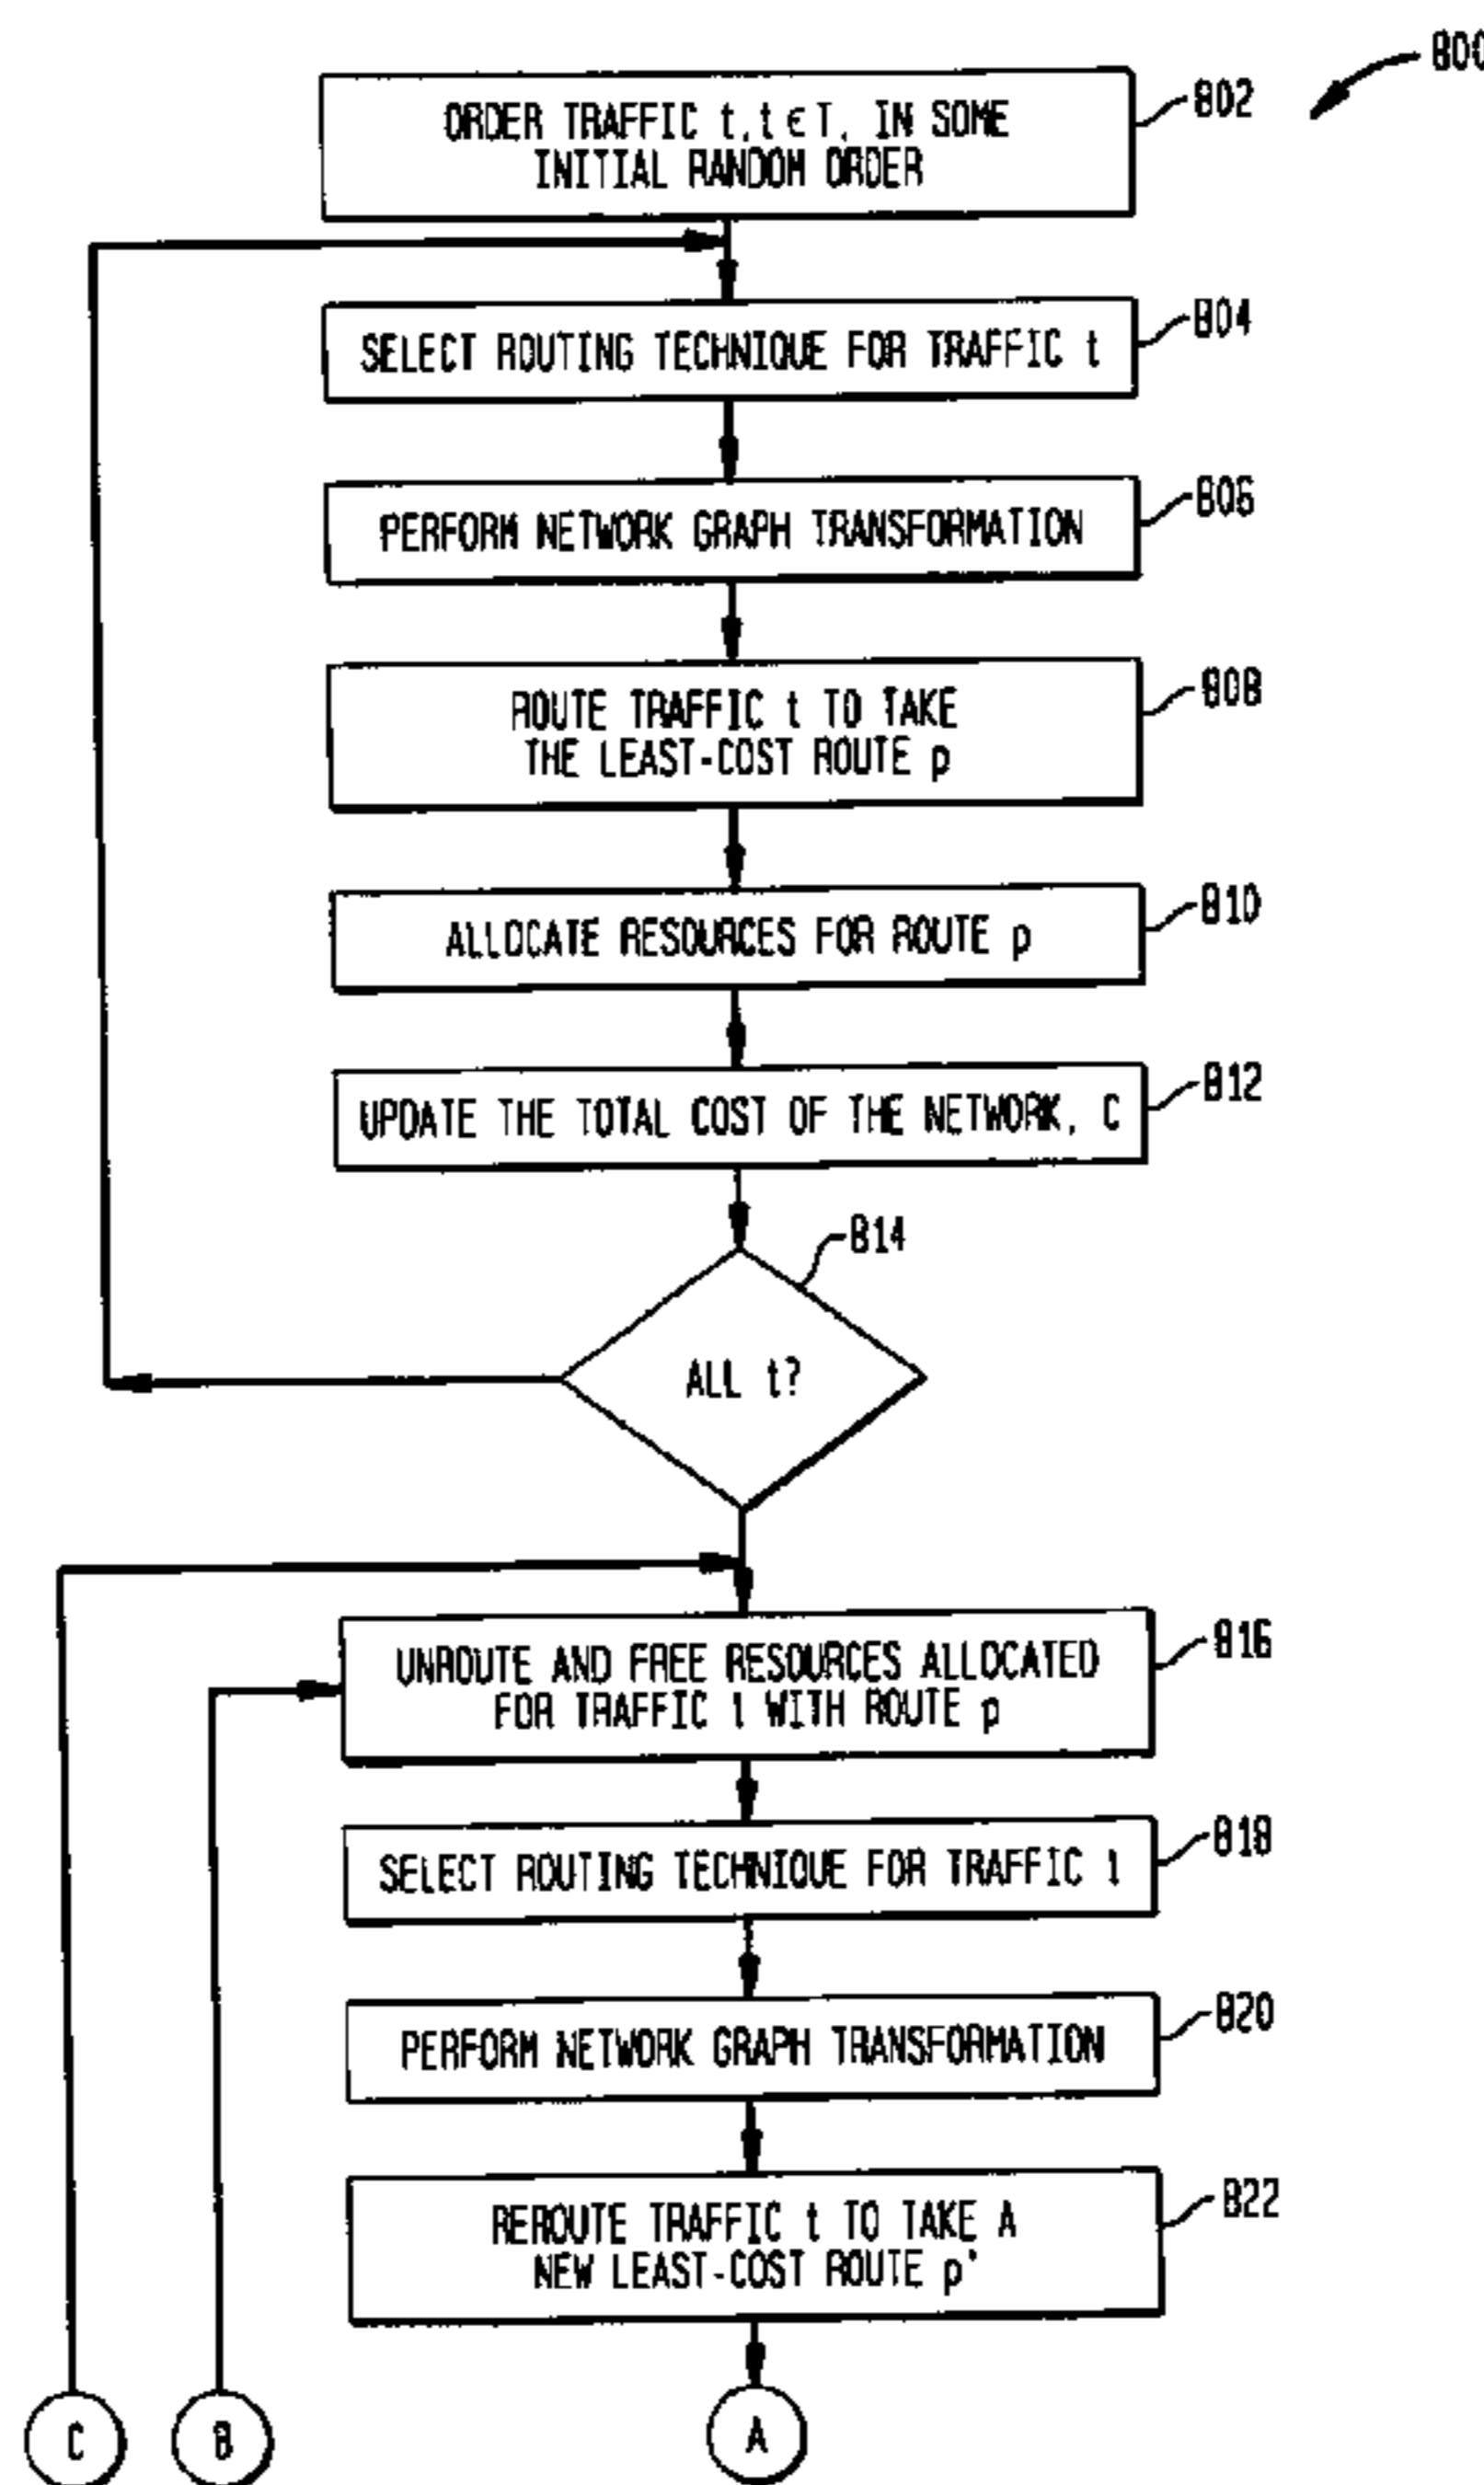 800
ORDER TRAFFIC t, t ∈ T, IN SOME
INITIAL RANDOM ORDER
802
SELECT ROUTING TECHNIQUE FOR TRAFFIC t
804
PERFORM NETWORK GRAPH TRANSFORMATION
806
ROUTE TRAFFIC t TO TAKE
THE LEAST-COST ROUTE p
808
ALLOCATE RESOURCES FOR ROUTE p
810
UPDATE THE TOTAL COST OF THE NETWORK, C
812
814
ALL t?
UNROUTE AND FREE RESOURCES ALLOCATED
FOR TRAFFIC t WITH ROUTE p
816
SELECT ROUTING TECHNIQUE FOR TRAFFIC t
818
PERFORM NETWORK GRAPH TRANSFORMATION
820
REROUTE TRAFFIC t TO TAKE A
NEW LEAST-COST ROUTE p'
822
C
B
A